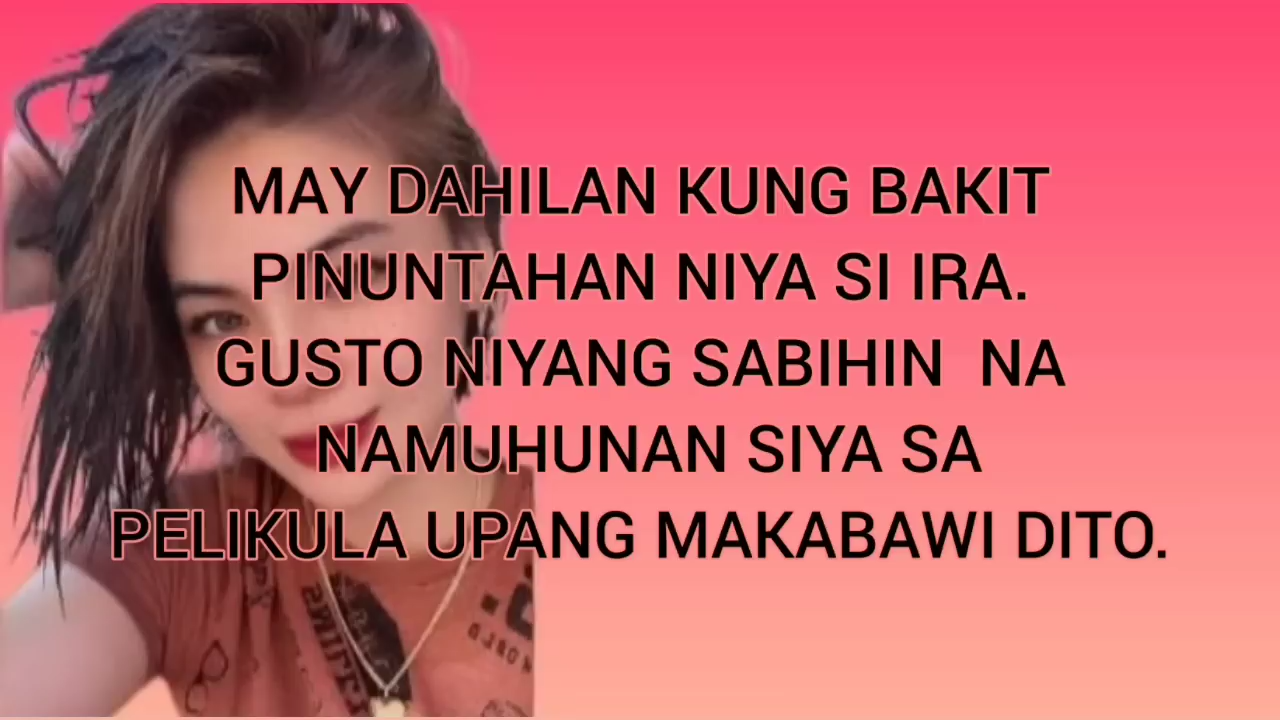 MAY DAHILAN KUNG BAKIT
PINUNTAHAN NIYA SI IRA.
GUSTO NIYANG SABIHIN  NA
NAMUHUNAN SIYA SA
PELIKULA UPANG MAKABAWI DITO.